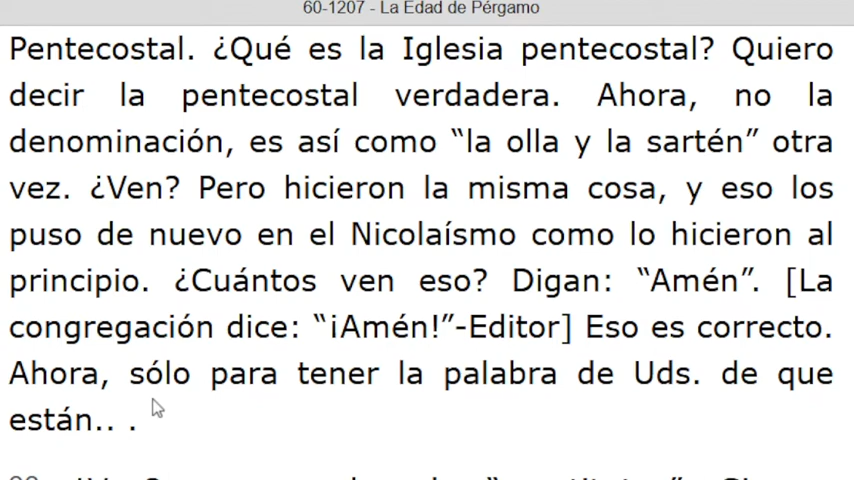 60-1207 - La Edad de Pérgamo
Pentecostal. ¿Qué es la Iglesia pentecostal? Quiero
decir la pentecostal verdadera. Ahora, no la
denominación, es así como “la olla y la sartén” otra
vez. ¿Ven? Pero hicieron la misma cosa, y eso los
puso de nuevo en el Nicolaísmo como lo hicieron al
principio. ¿Cuántos ven eso? Digan: “Amén”. [La
congregación dice: “¡Amén!”-Editor] Eso es correcto.
Ahora, sólo para tener la palabra de Uds. de que
están.. .